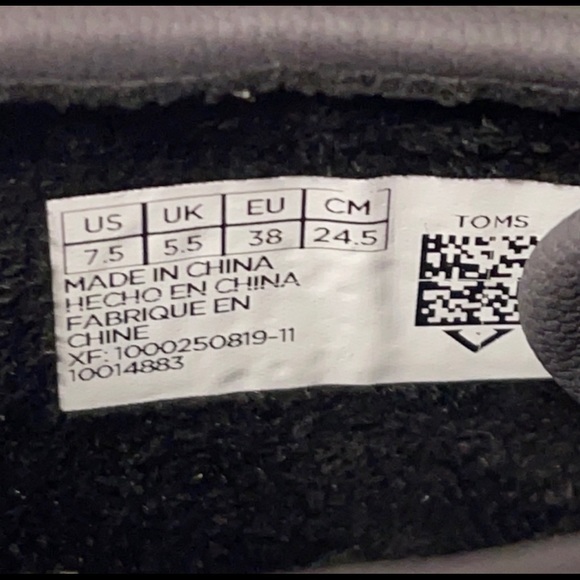 US UK EU CM
7.5 5.5 38 24.5
MADE IN CHINA
HECHO EN CHINA
FABRIQUE EN
CHINE
XF: 1000250819-11
10014883
TOMS